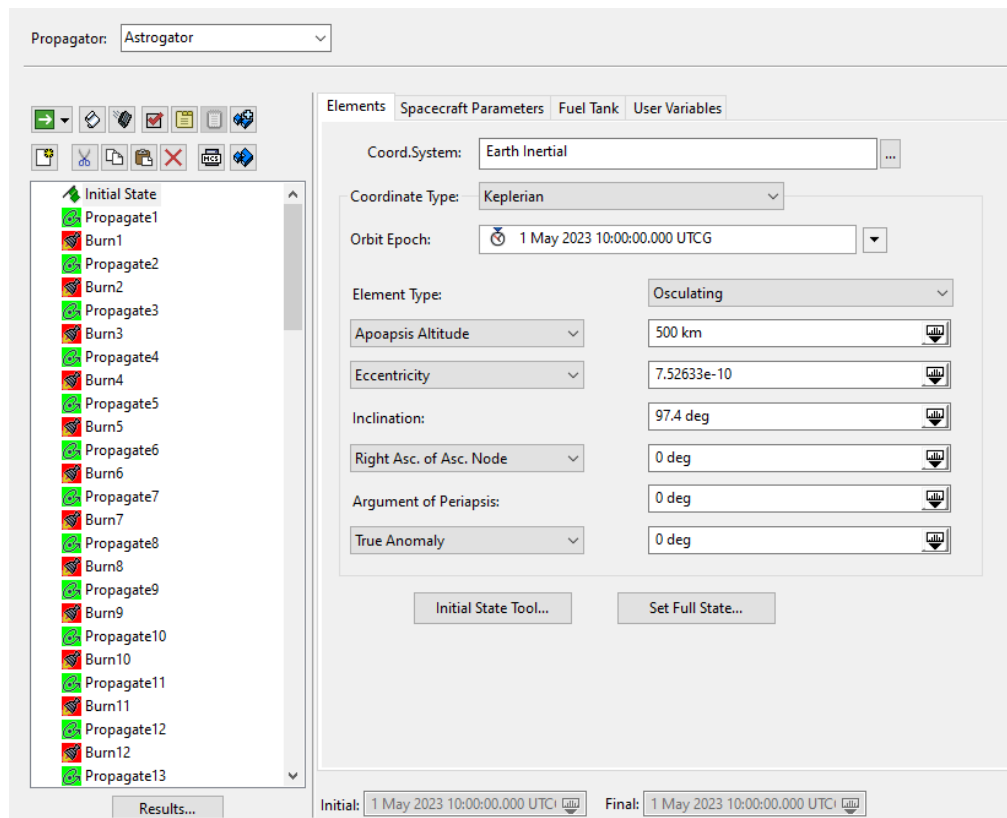 Propagator: Astrogator
Elements Spacecraft Parameters Fuel Tank User Variables
Coord.System: Earth Inertial ...
Coordinate Type: Keplerian
Orbit Epoch: 1 May 2023 10:00:00.000 UTCG
Element Type: Osculating
Apoapsis Altitude 500 km
Eccentricity 7.52633e-10
Inclination: 97.4 deg
Right Asc. of Asc. Node 0 deg
Argument of Periapsis: 0 deg
True Anomaly 0 deg
Initial State Tool... Set Full State...
MCS
Initial State
Propagate1
Burn1
Propagate2
Burn2
Propagate3
Burn3
Propagate4
Burn4
Propagate5
Burn5
Propagate6
Burn6
Propagate7
Burn7
Propagate8
Burn8
Propagate9
Burn9
Propagate10
Burn10
Propagate11
Burn11
Propagate12
Burn12
Propagate13
Results...
Initial: 1 May 2023 10:00:00.000 UTC Final: 1 May 2023 10:00:00.000 UTC